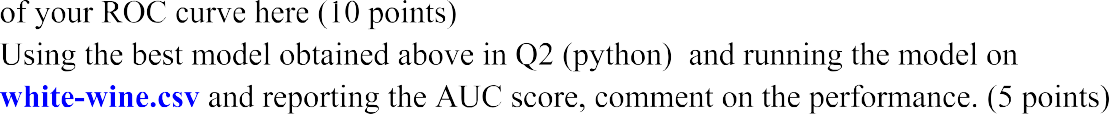 of your ROC curve here (10 points)
Using the best model obtained above in Q2 (python)  and running the model on
white-wine.csv and reporting the AUC score, comment on the performance. (5 points)